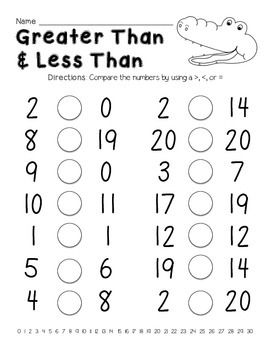 Name
Greater Than
& Less Than
Directions: Compare the numbers by using a >, <, or =
2 0 2 14
8 19 20 20
9 0 3 7
10 11 17 19
1 1 12 12
5 6 19 14
4 8 2 20
0 1 2 3 4 5 6 7 8 9 10 11 12 13 14 15 16 17 18 19 20 21 22 23 24 25 26 27 28 29 30